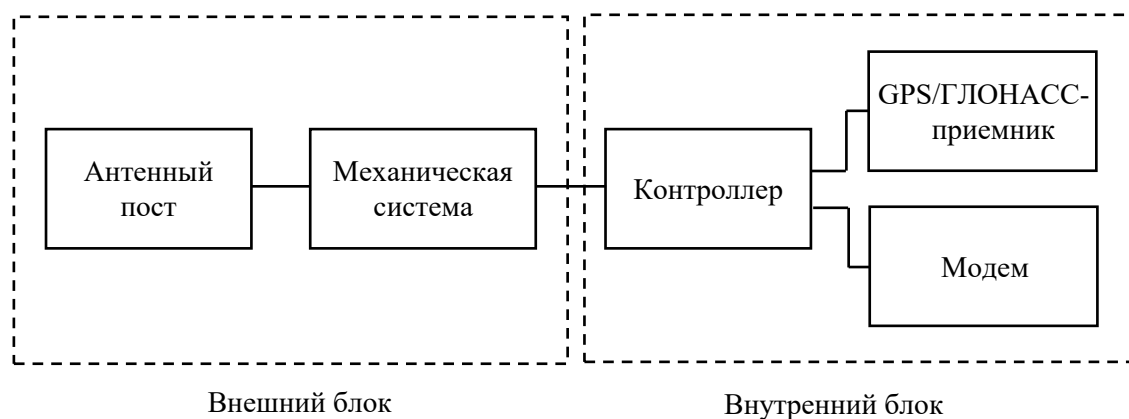 Антенный
пост
Механическая
система
Контроллер
GPS/ГЛОНАСС-
приемник
Модем
Внешний блок
Внутренний блок